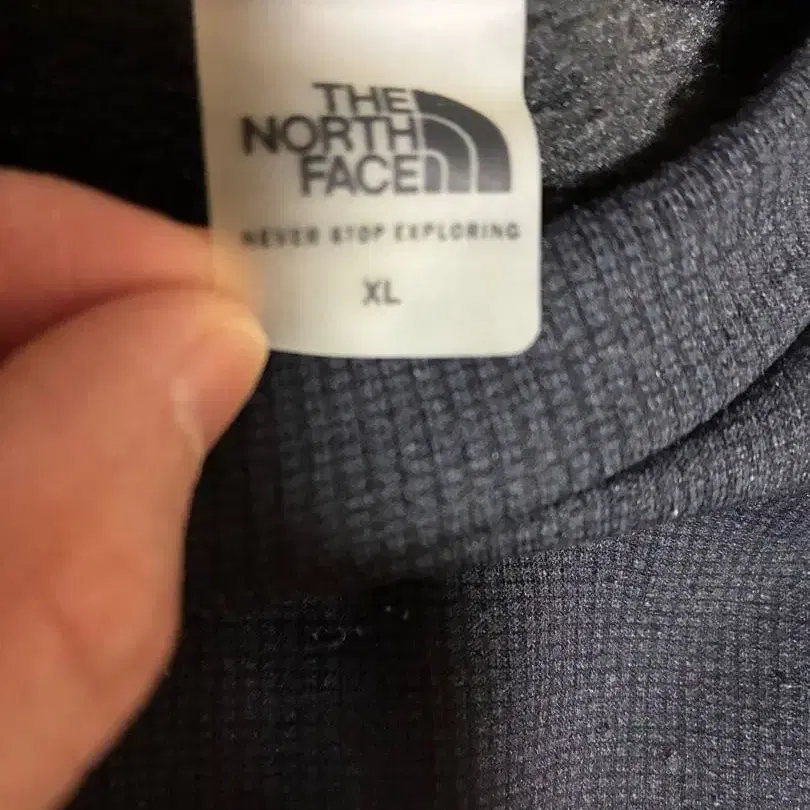 THE
NORTH
FACE
NEVER STOP EXPLORING
XL